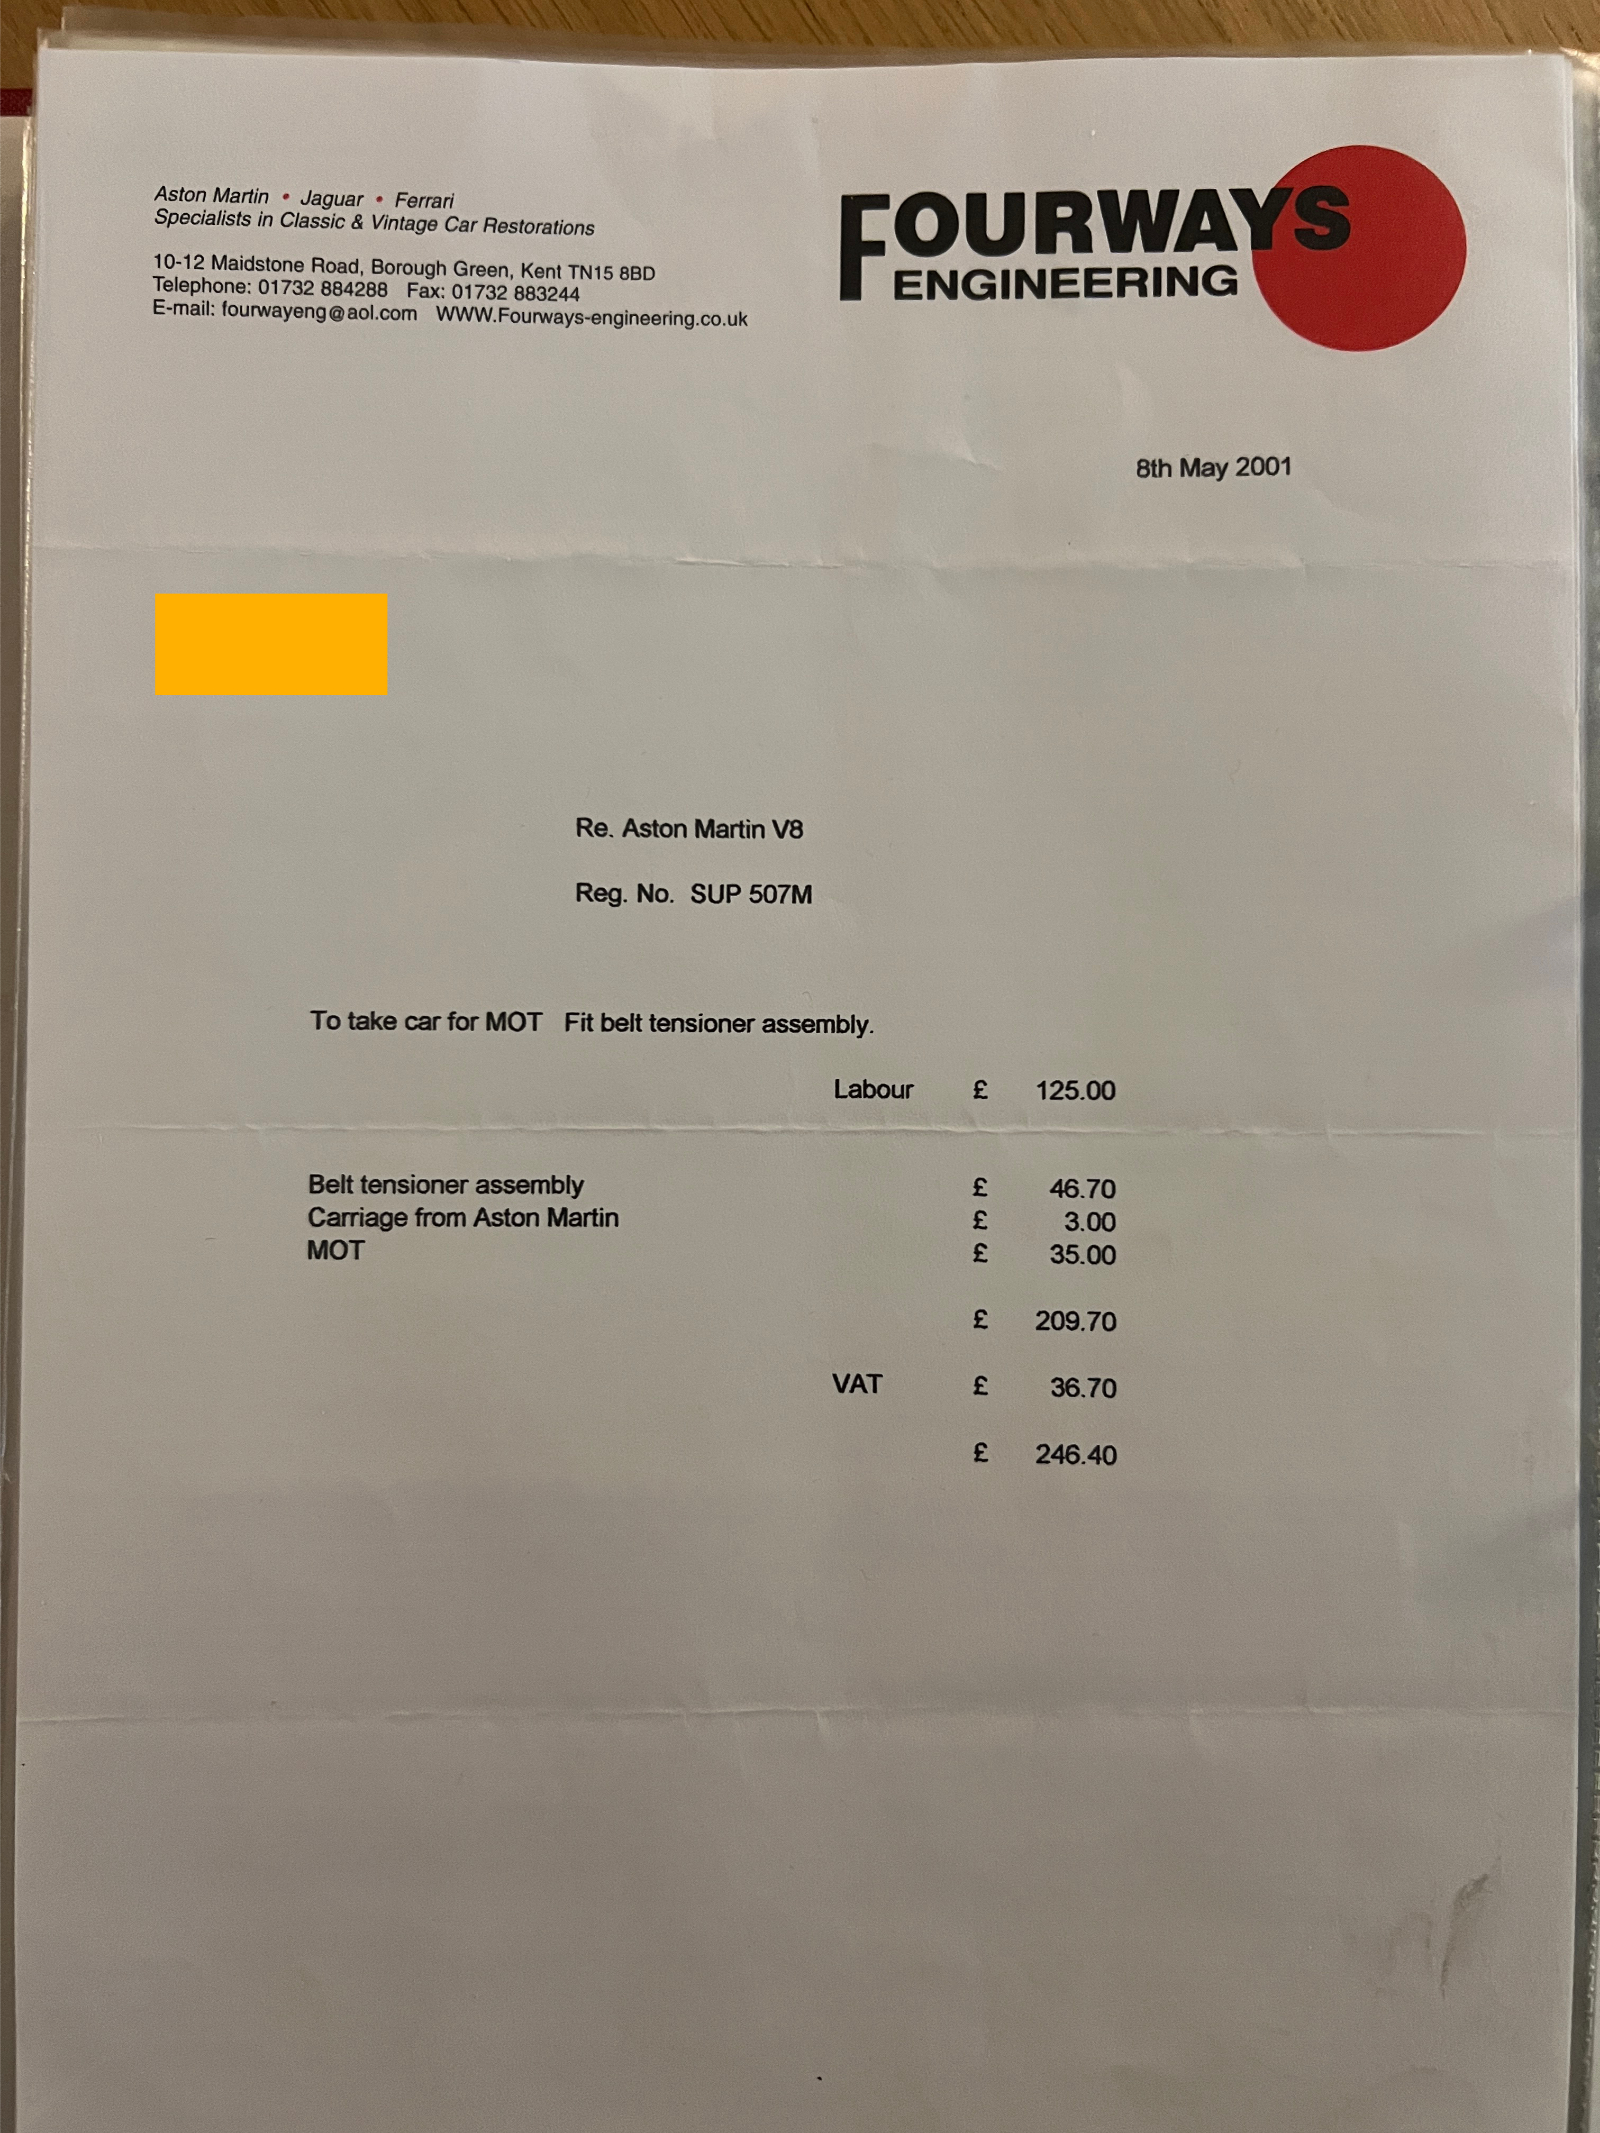 Aston Martin • Jaguar • Ferrari
Specialists in Classic & Vintage Car Restorations
10-12 Maidstone Road, Borough Green, Kent TN15 8BD
Telephone: 01732 884288 Fax: 01732 883244
E-mail: fourwayeng@aol.com WWW.Fourways-engineering.co.uk
FOURWAYS
ENGINEERING
8th May 2001
Re. Aston Martin V8
Reg. No. SUP 507M
To take car for MOT Fit belt tensioner assembly.
Labour £ 125.00
Belt tensioner assembly £ 46.70
Carriage from Aston Martin £ 3.00
MOT £ 35.00
£ 209.70
VAT £ 36.70
£ 246.40